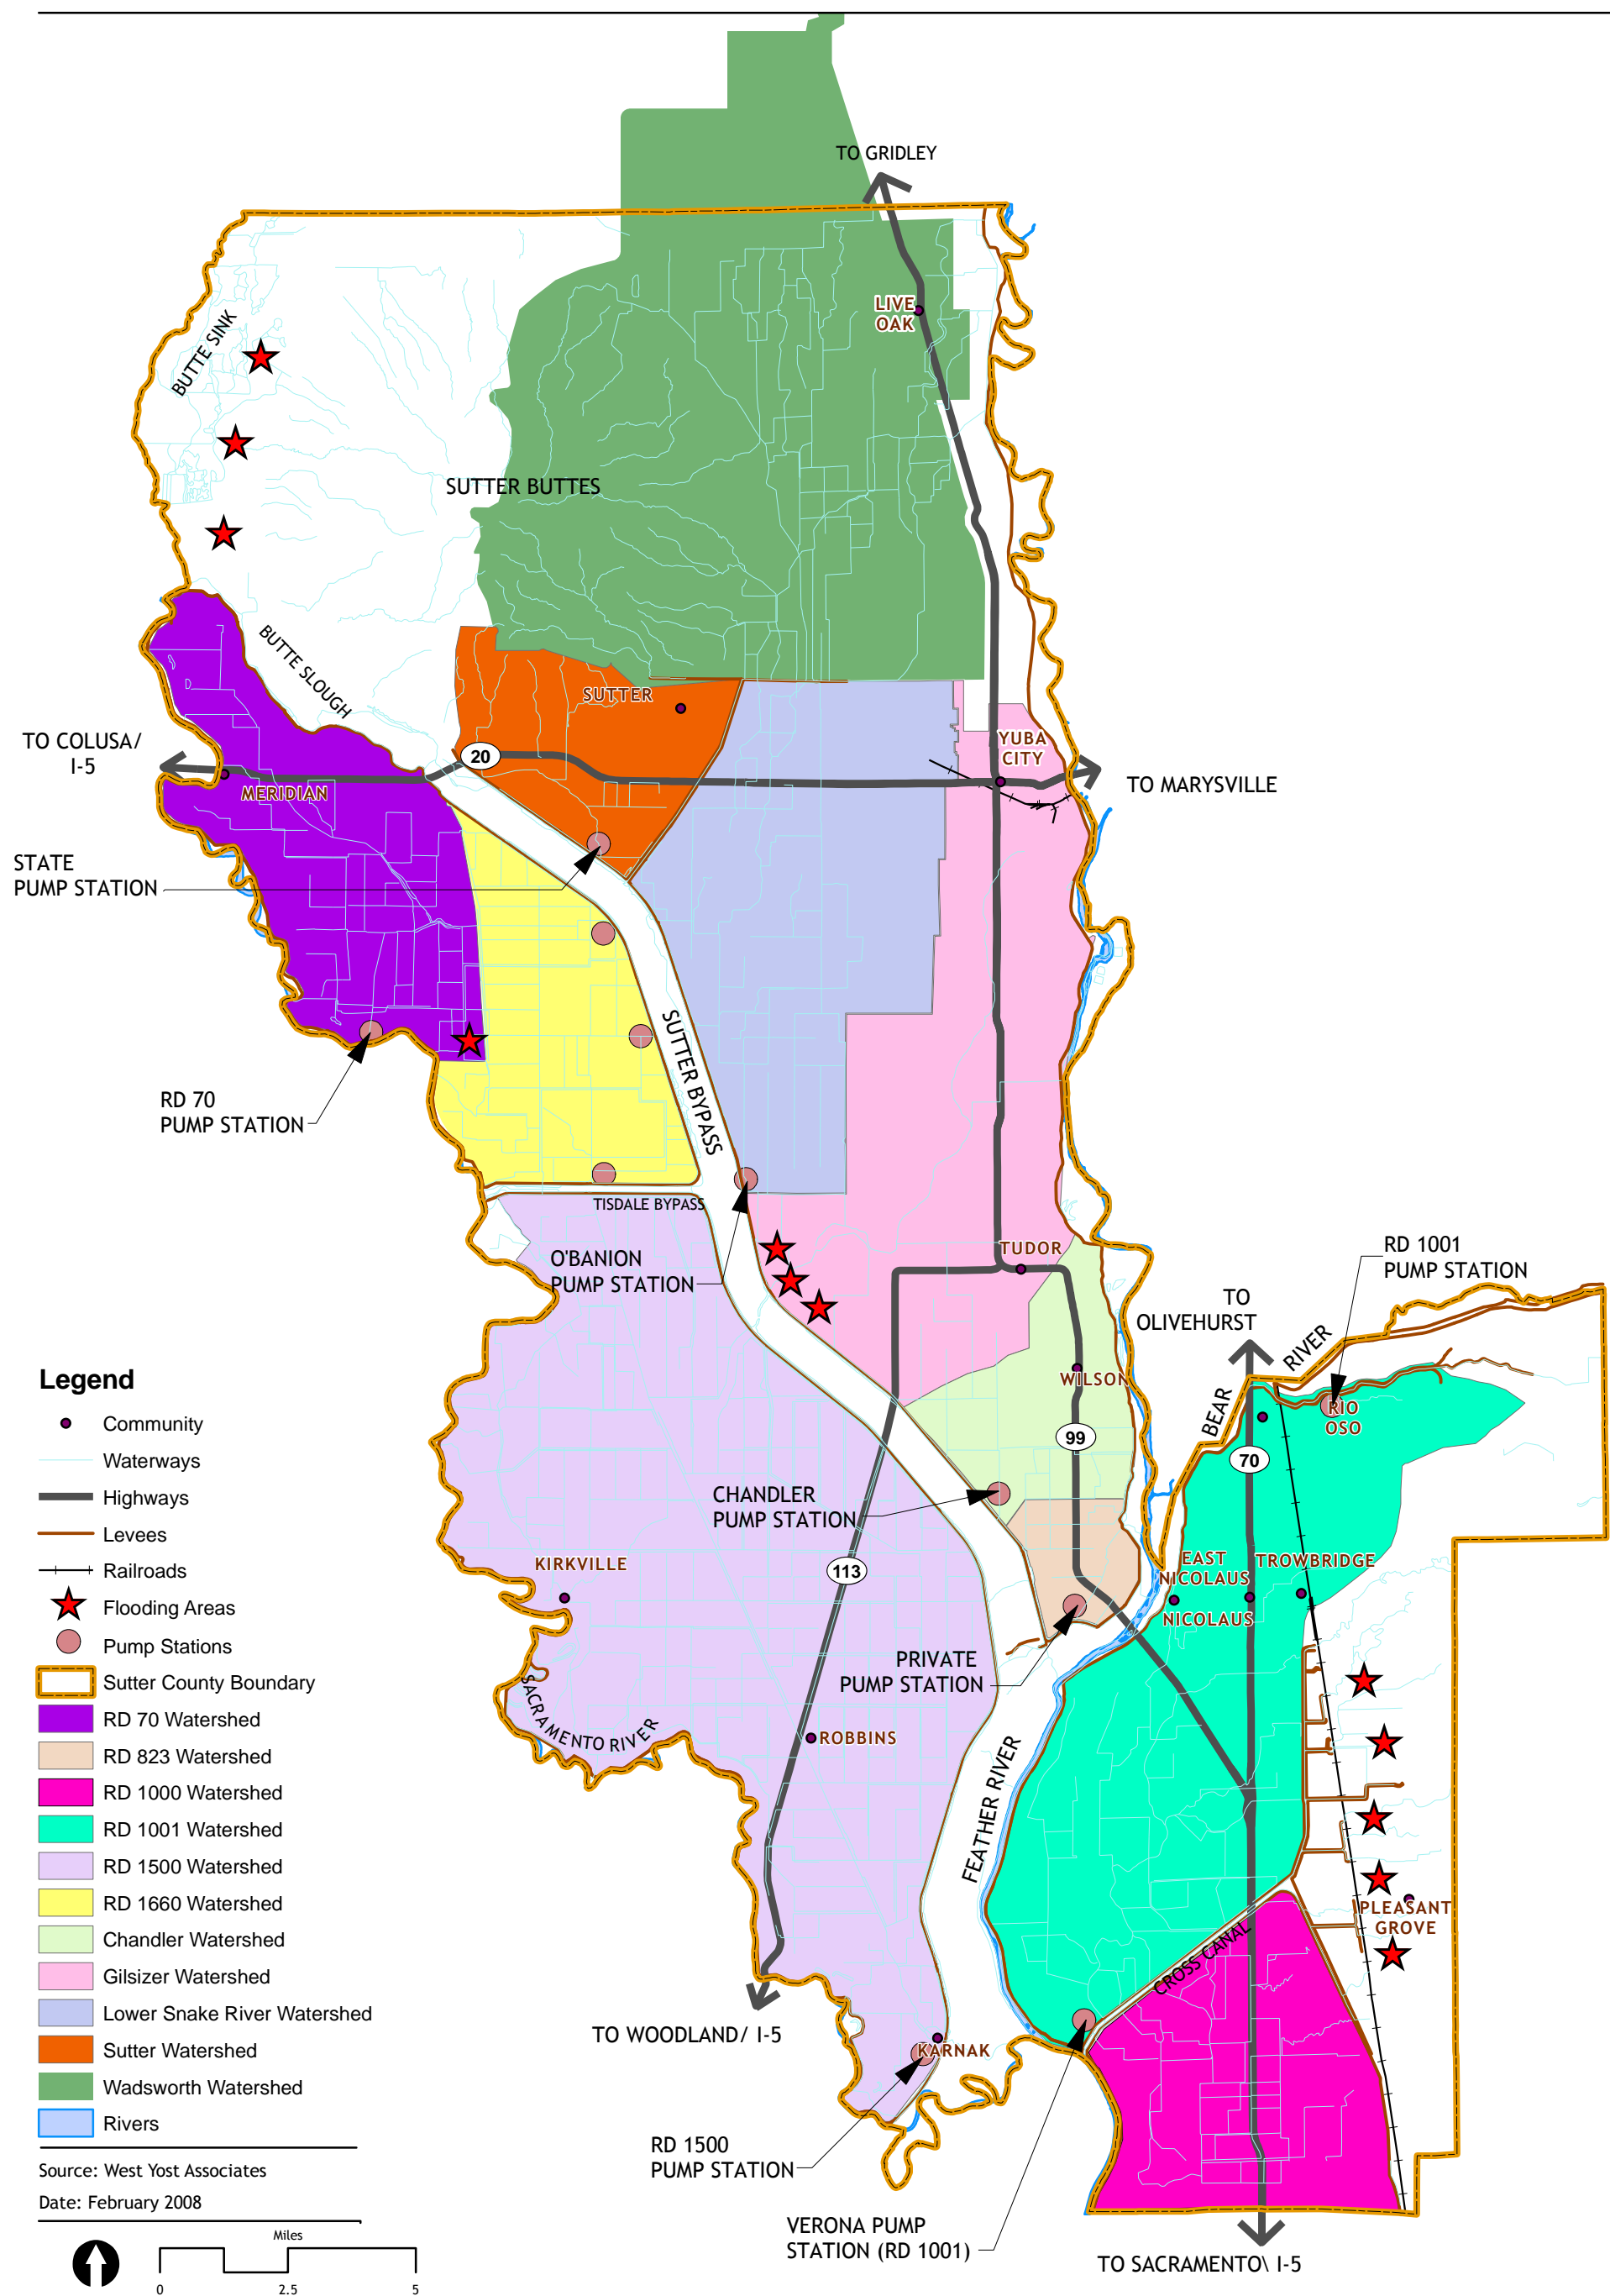 TO GRIDLEY
LIVE
OAK
BUTTE SINK
SUTTER BUTTES
BUTTE SLOUGH
SUTTER
TO COLUSA/
I-5
20
YUBA
CITY
TO MARYSVILLE
MERIDIAN
STATE
PUMP STATION
SUTTER BYPASS
RD 70
PUMP STATION
TISDALE BYPASS
O'BANION
PUMP STATION
TUDOR
RD 1001
PUMP STATION
TO
OLIVEHURST
BEAR RIVER
WILSON
RIO
OSO
99
70
CHANDLER
PUMP STATION
KIRKVILLE
113
EAST
NICOLAUS
TROWBRIDGE
NICOLAUS
PRIVATE
PUMP STATION
SACRAMENTO RIVER
ROBBINS
FEATHER RIVER
PLEASANT
GROVE
CROSS CANAL
TO WOODLAND/ I-5
KARNAK
RD 1500
PUMP STATION
VERONA PUMP
STATION (RD 1001)
TO SACRAMENTO\ I-5
Legend
Community
Waterways
Highways
Levees
Railroads
Flooding Areas
Pump Stations
Sutter County Boundary
RD 70 Watershed
RD 823 Watershed
RD 1000 Watershed
RD 1001 Watershed
RD 1500 Watershed
RD 1660 Watershed
Chandler Watershed
Gilsizer Watershed
Lower Snake River Watershed
Sutter Watershed
Wadsworth Watershed
Rivers
Source: West Yost Associates
Date: February 2008
Miles
0 2.5 5